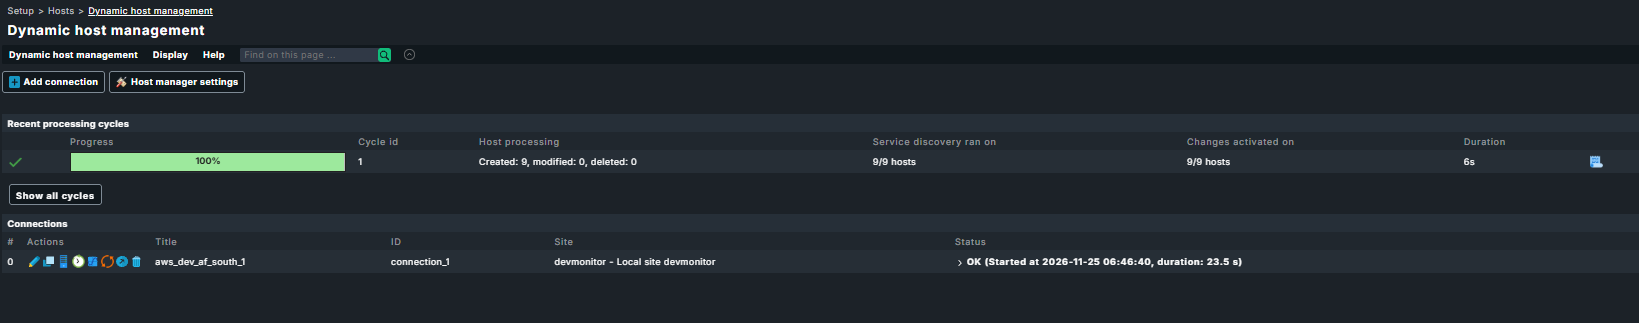 Setup > Hosts > Dynamic host management
Dynamic host management
Dynamic host management Display Help Find on this page ...
Add connection Host manager settings
Recent processing cycles
Progress Cycle id Host processing Service discovery ran on Changes activated on Duration
100% 1 Created: 9, modified: 0, deleted: 0 9/9 hosts 9/9 hosts 6s
Show all cycles
Connections
# Actions Title ID Site Status
0 aws_dev_af_south_1 connection_1 devmonitor - Local site devmonitor > OK (Started at 2026-11-25 06:46:40, duration: 23.5 s)